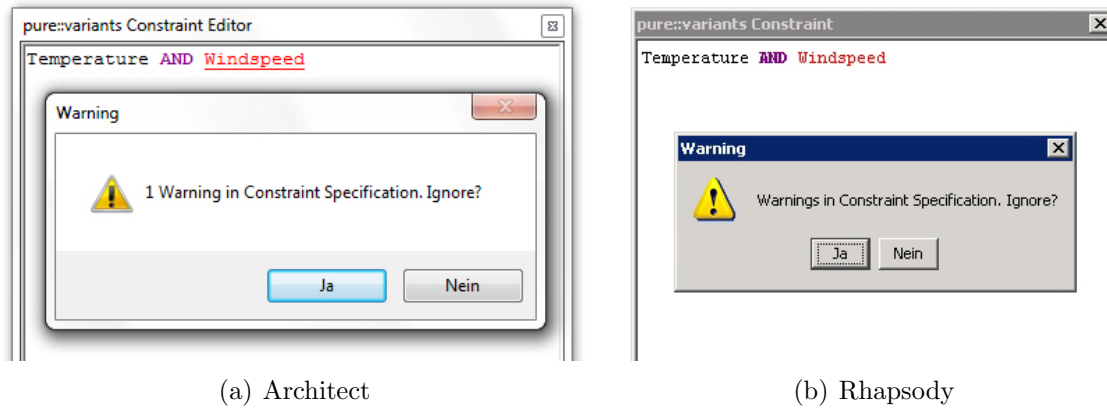 pure::variants Constraint Editor
Temperature AND Windspeed
Warning
1 Warning in Constraint Specification. Ignore?
Ja Nein
(a) Architect
pure::variants Constraint
Temperature AND Windspeed
Warning
Warnings in Constraint Specification. Ignore?
Ja Nein
(b) Rhapsody